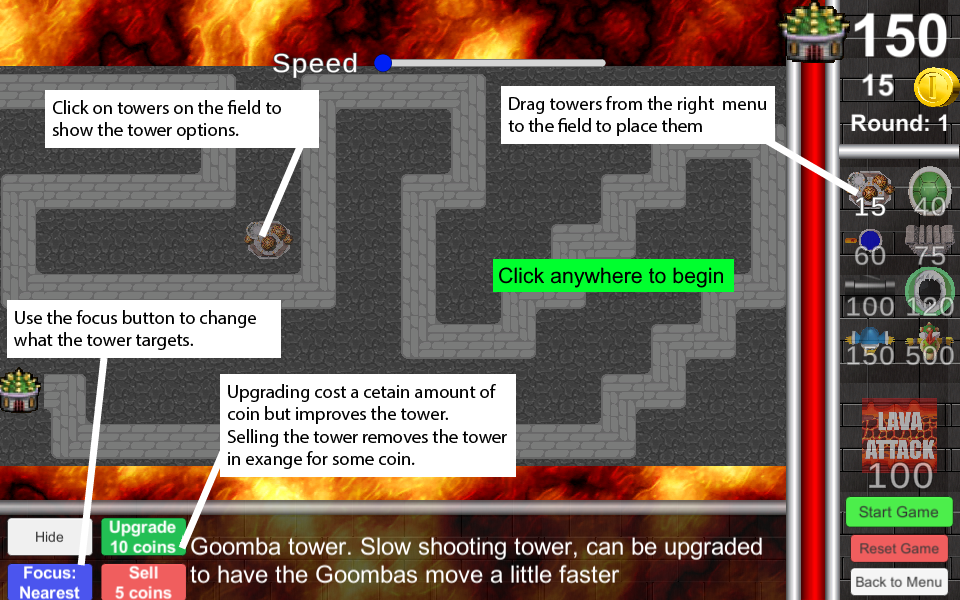 150
Speed
15
Click on towers on the field to
show the tower options.
Drag towers from the right menu
to the field to place them
Round: 1
15
40
60
75
100
120
150
500
Click anywhere to begin
Use the focus button to change
what the tower targets.
Upgrading cost a cetain amount of
coin but improves the tower.
Selling the tower removes the tower
in exange for some coin.
LAVA
ATTACK
100
Start Game
Reset Game
Back to Menu
Hide
Upgrade
10 coins
Focus:
Nearest
Sell
5 coins
Goomba tower. Slow shooting tower, can be upgraded
to have the Goombas move a little faster